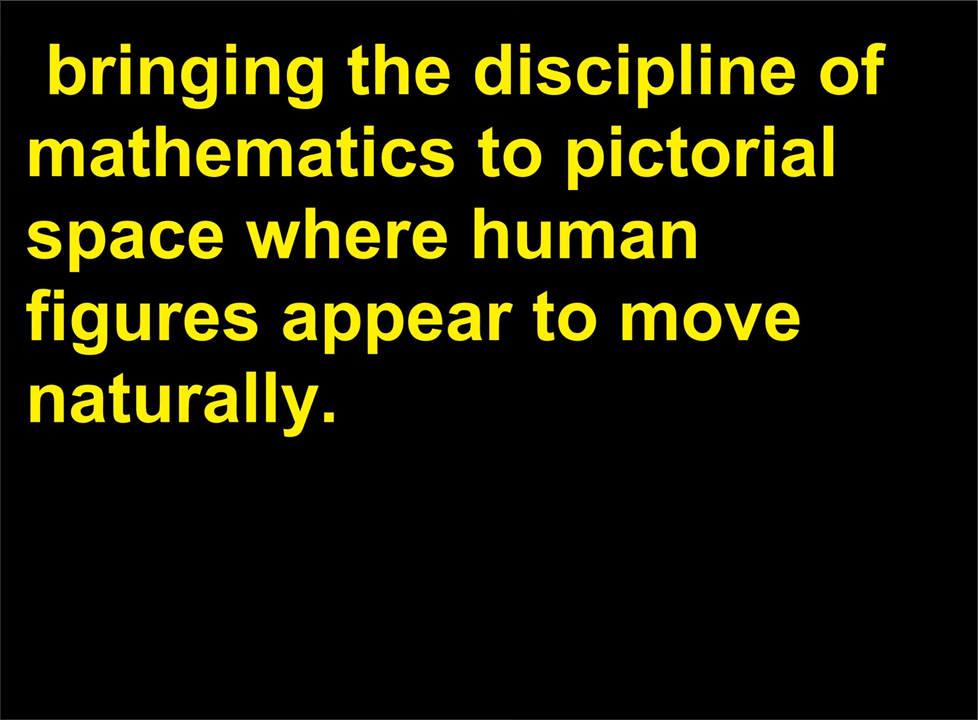 bringing the discipline of
mathematics to pictorial
space where human
figures appear to move
naturally.